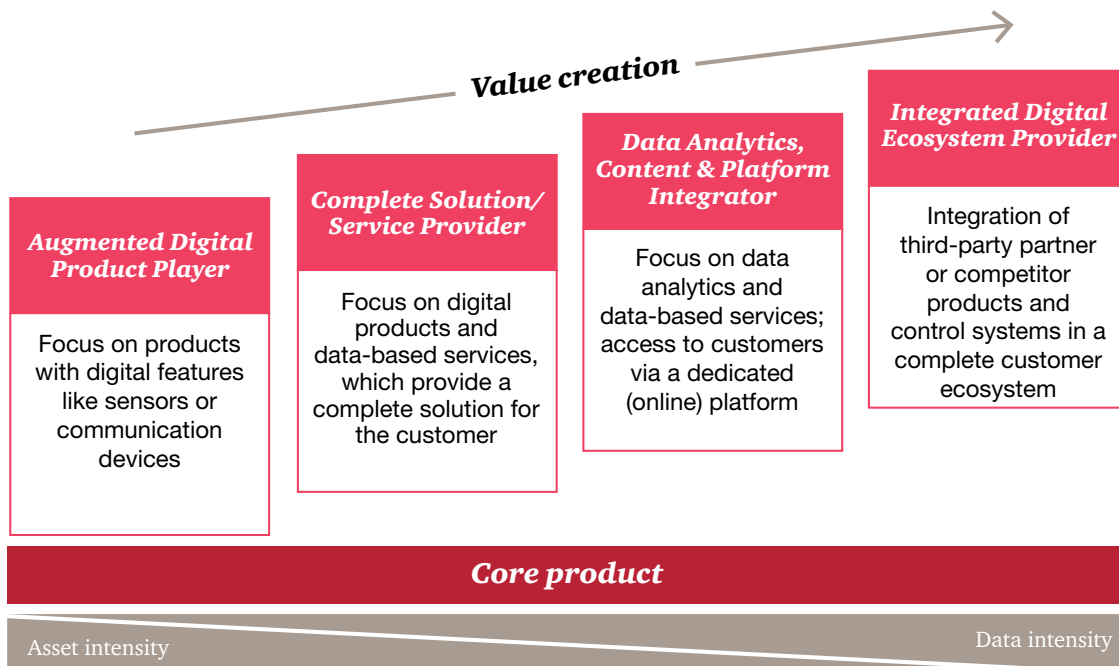 Value creation
Augmented Digital
Product Player
Focus on products
with digital features
like sensors or
communication
devices
Complete Solution/
Service Provider
Focus on digital
products and
data-based services,
which provide a
complete solution for
the customer
Data Analytics,
Content & Platform
Integrator
Focus on data
analytics and
data-based services;
access to customers
via a dedicated
(online) platform
Integrated Digital
Ecosystem Provider
Integration of
third-party partner
or competitor
products and
control systems in a
complete customer
ecosystem
Core product
Asset intensity
Data intensity